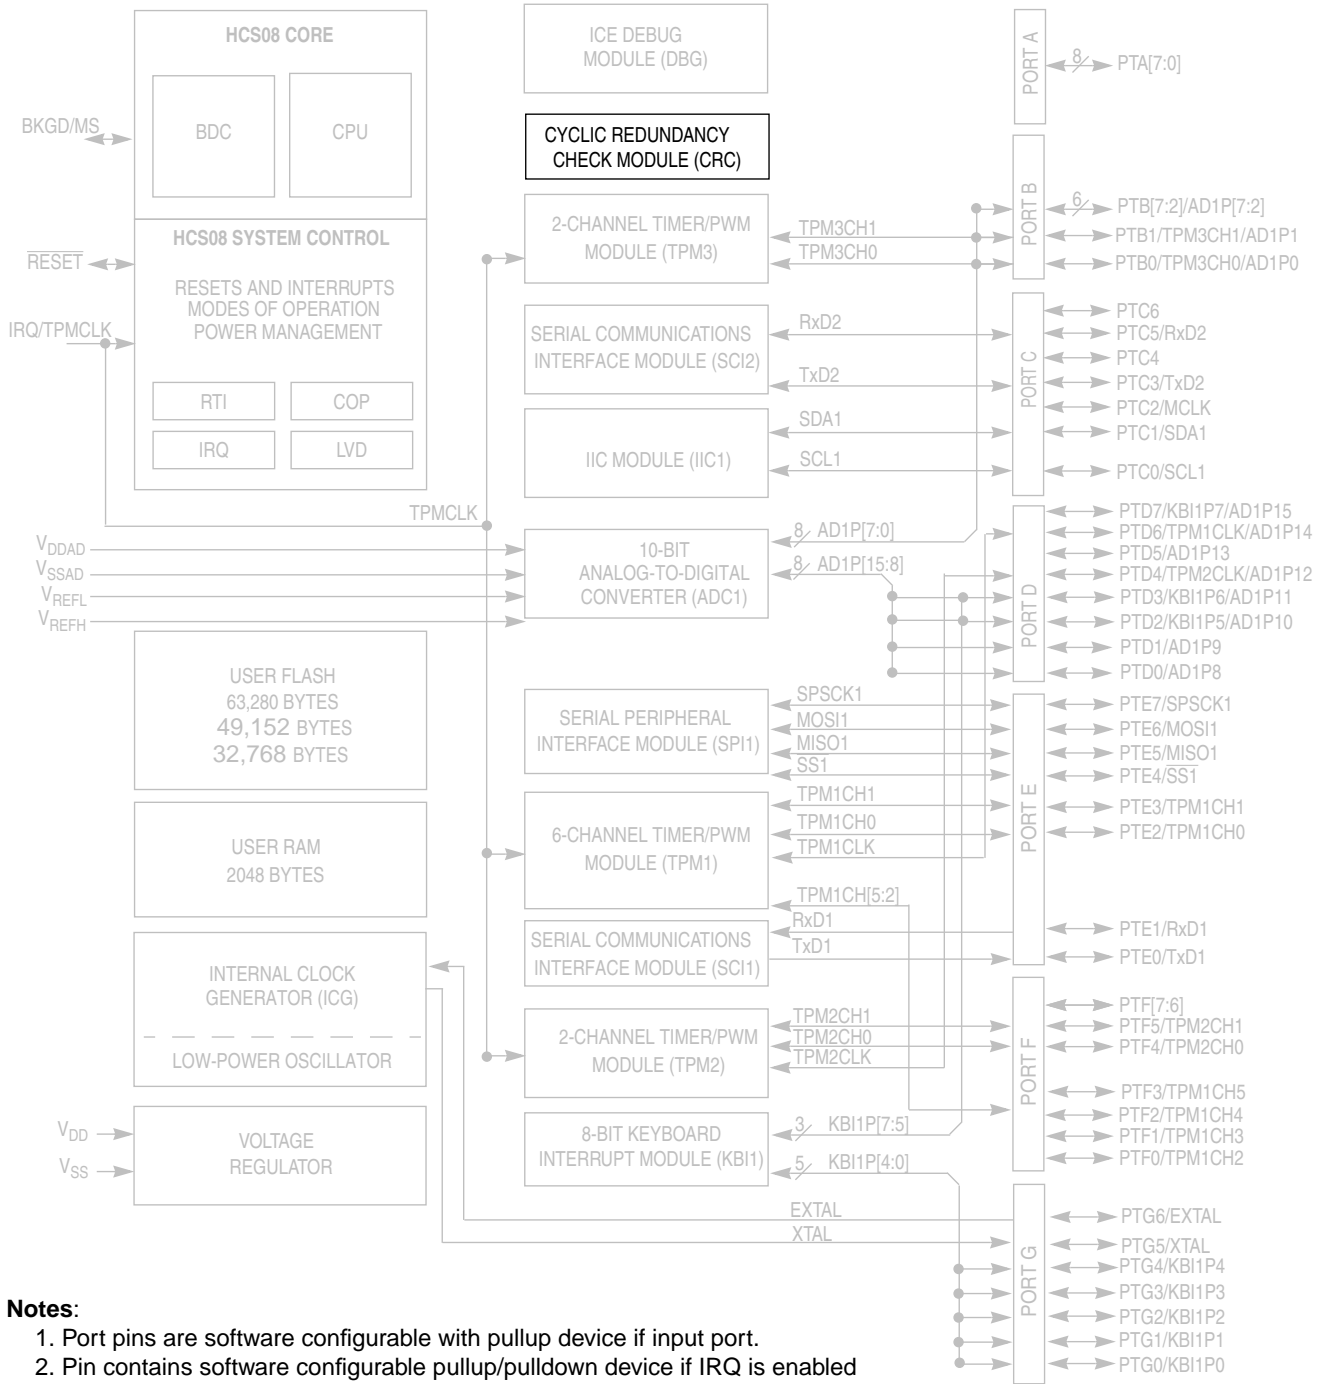 HCS08 CORE
BDC
CPU
BKGD/MS
HCS08 SYSTEM CONTROL
RESET
RESETS AND INTERRUPTS
MODES OF OPERATION
POWER MANAGEMENT
IRQ/TPMCLK
RTI
COP
IRQ
LVD
TPMCLK
VDDAD
VSSAD
VREFL
VREFH
USER FLASH
63,280 BYTES
49,152 BYTES
32,768 BYTES
USER RAM
2048 BYTES
INTERNAL CLOCK
GENERATOR (ICG)
LOW-POWER OSCILLATOR
VDD
VSS
VOLTAGE
REGULATOR
ICE DEBUG
MODULE (DBG)
CYCLIC REDUNDANCY
CHECK MODULE (CRC)
2-CHANNEL TIMER/PWM
MODULE (TPM3)
TPM3CH1
TPM3CH0
SERIAL COMMUNICATIONS
INTERFACE MODULE (SCI2)
RxD2
TxD2
IIC MODULE (IIC1)
SDA1
SCL1
10-BIT
ANALOG-TO-DIGITAL
CONVERTER (ADC1)
8 AD1P[7:0]
8 AD1P[15:8]
SERIAL PERIPHERAL
INTERFACE MODULE (SPI1)
SPSCK1
MOSI1
MISO1
SS1
6-CHANNEL TIMER/PWM
MODULE (TPM1)
TPM1CH1
TPM1CH0
TPM1CLK
TPM1CH[5:2]
SERIAL COMMUNICATIONS
INTERFACE MODULE (SCI1)
RxD1
TxD1
2-CHANNEL TIMER/PWM
MODULE (TPM2)
TPM2CH1
TPM2CH0
TPM2CLK
8-BIT KEYBOARD
INTERRUPT MODULE (KBI1)
3 KBI1P[7:5]
5 KBI1P[4:0]
EXTAL
XTAL
PORT A
8 PTA[7:0]
PORT B
6 PTB[7:2]/AD1P[7:2]
PTB1/TPM3CH1/AD1P1
PTB0/TPM3CH0/AD1P0
PORT C
PTC6
PTC5/RxD2
PTC4
PTC3/TxD2
PTC2/MCLK
PTC1/SDA1
PTC0/SCL1
PORT D
PTD7/KBI1P7/AD1P15
PTD6/TPM1CLK/AD1P14
PTD5/AD1P13
PTD4/TPM2CLK/AD1P12
PTD3/KBI1P6/AD1P11
PTD2/KBI1P5/AD1P10
PTD1/AD1P9
PTD0/AD1P8
PORT E
PTE7/SPSCK1
PTE6/MOSI1
PTE5/MISO1
PTE4/SS1
PTE3/TPM1CH1
PTE2/TPM1CH0
PTE1/RxD1
PTE0/TxD1
PORT F
PTF[7:6]
PTF5/TPM2CH1
PTF4/TPM2CH0
PTF3/TPM1CH5
PTF2/TPM1CH4
PTF1/TPM1CH3
PTF0/TPM1CH2
PORT G
PTG6/EXTAL
PTG5/XTAL
PTG4/KBI1P4
PTG3/KBI1P3
PTG2/KBI1P2
PTG1/KBI1P1
PTG0/KBI1P0
Notes:
1. Port pins are software configurable with pullup device if input port.
2. Pin contains software configurable pullup/pulldown device if IRQ is enabled